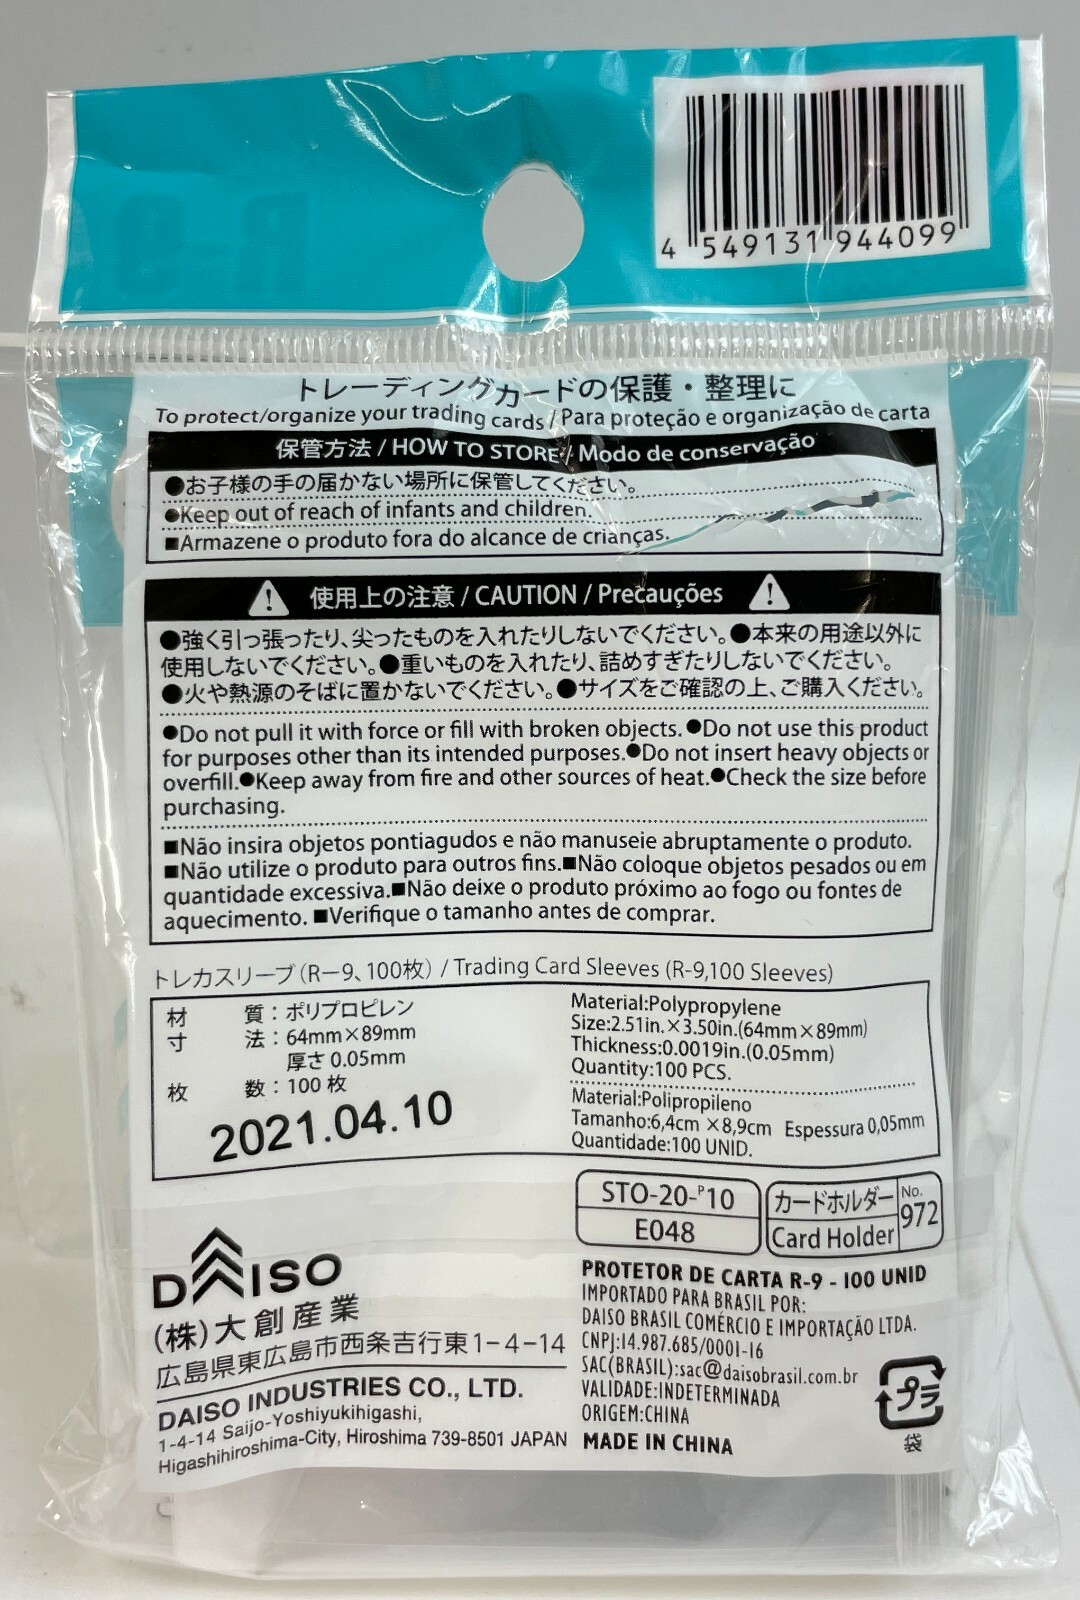 4 549131 944099
トレーディングカードの保護・整理に
To protect/organize your trading cards / Para proteção e organização de carta
保管方法 / HOW TO STORE / Modo de conservação
●お子様の手の届かない場所に保管してください。
●Keep out of reach of infants and children.
■Armazene o produto fora do alcance de crianças.
使用上の注意 / CAUTION / Precauções
●強く引っ張ったり、尖ったものを入れたりしないでください。●本来の用途以外に
使用しないでください。●重いものを入れたり、詰めすぎたりしないでください。
●火や熱源のそばに置かないでください。●サイズをご確認の上、ご購入ください。
●Do not pull it with force or fill with broken objects.●Do not use this product
for purposes other than its intended purposes.●Do not insert heavy objects or
overfill.●Keep away from fire and other sources of heat.●Check the size before
purchasing.
■Não insira objetos pontiagudos e não manuseie abruptamente o produto.
■Não utilize o produto para outros fins.■Não coloque objetos pesados ou em
quantidade excessiva.■Não deixe o produto próximo ao fogo ou fontes de
aquecimento. ■Verifique o tamanho antes de comprar.
トレカスリーブ(R−9、100枚) / Trading Card Sleeves (R-9,100 Sleeves)
材 質：ポリプロピレン
寸 法：64mm×89mm
厚さ 0.05mm
枚 数：100 枚
2021.04.10
Material:Polypropylene
Size:2.51in.×3.50in.(64mm×89mm)
Thickness:0.0019in.(0.05mm)
Quantity:100 PCS.
Material:Polipropileno
Tamanho:6,4cm ×8,9cm Espessura 0,05mm
Quantidade:100 UNID.
STO-20-P10
E048
カードホルダー
Card Holder
No.
972
DAISO
(株)大創産業
広島県東広島市西条吉行東1−4−14
DAISO INDUSTRIES CO., LTD.
1-4-14 Saijo-Yoshiyukihigashi,
Higashihiroshima-City, Hiroshima 739-8501 JAPAN
PROTETOR DE CARTA R-9 - 100 UNID
IMPORTADO PARA BRASIL POR:
DAISO BRASIL COMÉRCIO E IMPORTAÇÃO LTDA.
CNPJ:14.987.685/0001-16
SAC(BRASIL):sac@daisobrasil.com.br
VALIDADE:INDETERMINADA
ORIGEM:CHINA
MADE IN CHINA
プラ
袋